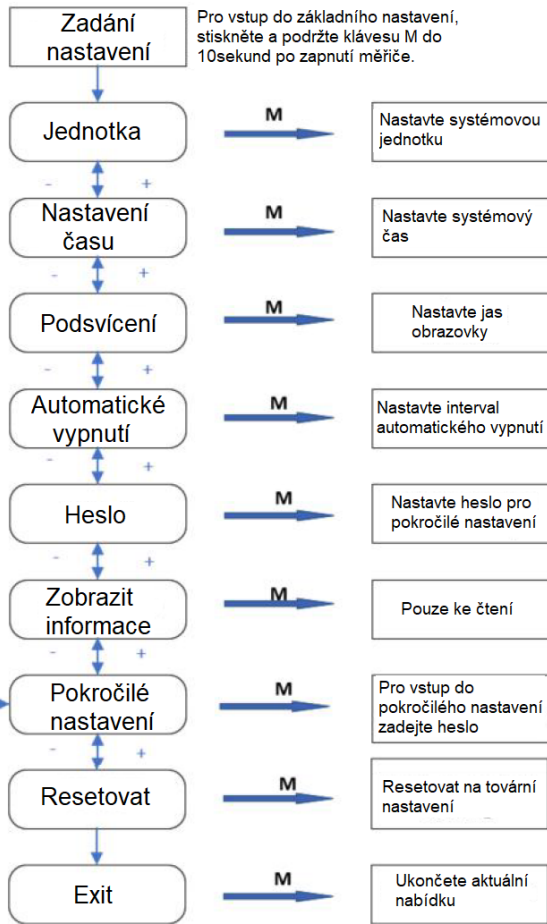 Zadání
nastavení
Pro vstup do základního nastavení,
stiskněte a podržte klávesu M do
10sekund po zapnutí měřiče.
Jednotka
M
Nastavte systémovou
jednotku
- +
Nastavení
času
M
Nastavte systémový
čas
- +
Podsvícení
M
Nastavte jas
obrazovky
- +
Automatické
vypnutí
M
Nastavte interval
automatického vypnutí
- +
Heslo
M
Nastavte heslo pro
pokročilé nastavení
- +
Zobrazit
informace
M
Pouze ke čtení
- +
Pokročilé
nastavení
M
Pro vstup do
pokročilého nastavení
zadejte heslo
- +
Resetovat
M
Resetovat na tovární
nastavení
Exit
M
Ukončete aktuální
nabídku